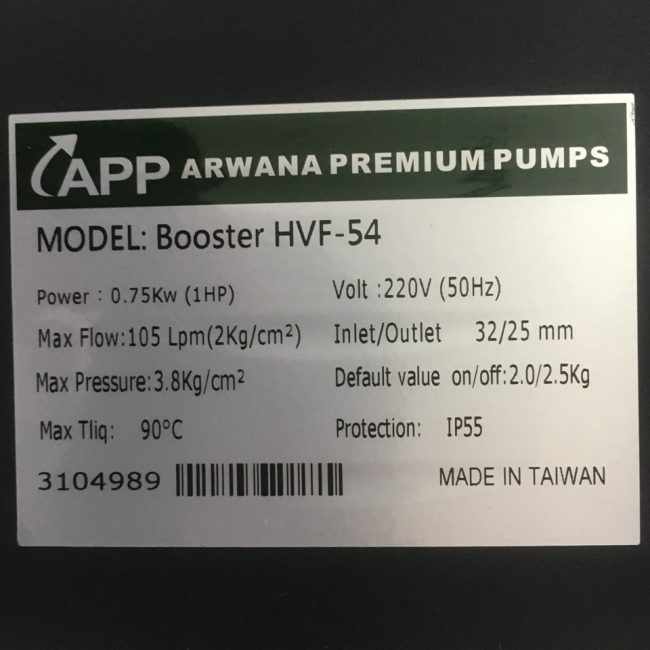 APP ARWANA PREMIUM PUMPS
MODEL: Booster HVF-54
Power : 0.75Kw (1HP) Volt :220V (50Hz)
Max Flow:105 Lpm(2Kg/cm²) Inlet/Outlet 32/25 mm
Max Pressure:3.8Kg/cm² Default value on/off:2.0/2.5Kg
Max Tliq: 90°C Protection: IP55
3104989 MADE IN TAIWAN